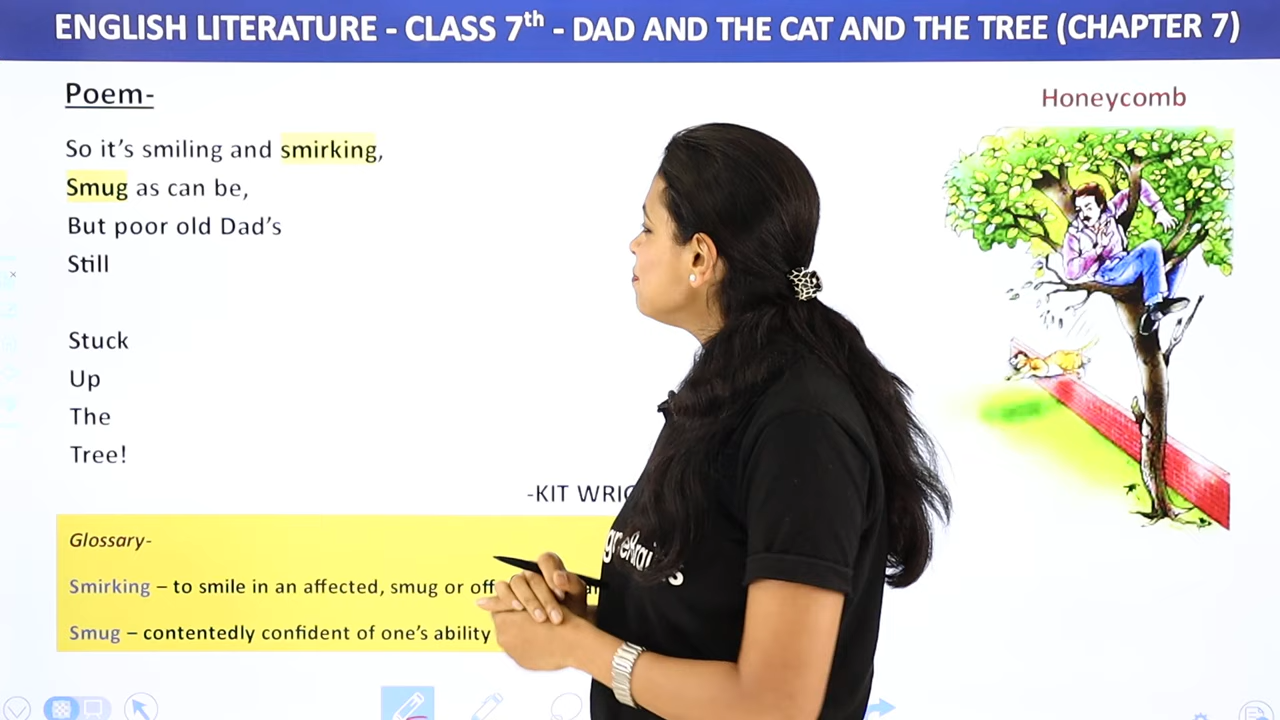 ENGLISH LITERATURE - CLASS 7th - DAD AND THE CAT AND THE TREE (CHAPTER 7)
Poem-
Honeycomb
So it's smiling and smirking,
Smug as can be,
But poor old Dad's
Still
Stuck
Up
The
Tree!
-KIT
Glossary-
Smirking – to smile in an affected, smug or
Smug – contentedly confident of one's ability